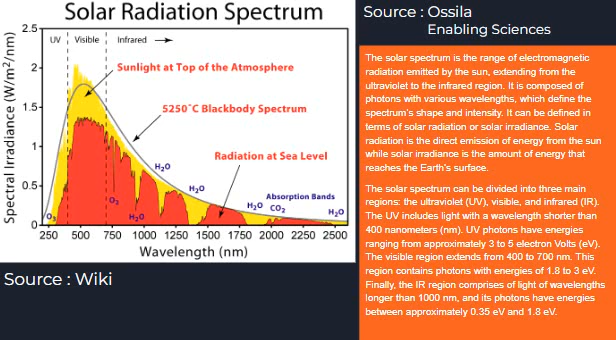 Solar Radiation Spectrum
UV
Visible
Infrared
Sunlight at Top of the Atmosphere
5250°C Blackbody Spectrum
Radiation at Sea Level
Absorption Bands
O₃
O₂
H₂O
H₂O
H₂O
H₂O
CO₂
H₂O
Spectral Irradiance (W/m²/nm)
2.5
2
1.5
1
0.5
0
250 500 750 1000 1250 1500 1750 2000 2250 2500
Wavelength (nm)
Source : Wiki
Source : Ossila
Enabling Sciences
The solar spectrum is the range of electromagnetic
radiation emitted by the sun, extending from the
ultraviolet to the infrared region. It is composed of
photons with various wavelengths, which define the
spectrum's shape and intensity. It can be defined in
terms of solar radiation or solar irradiance. Solar
radiation is the direct emission of energy from the sun
while solar irradiance is the amount of energy that
reaches the Earth's surface.
The solar spectrum can be divided into three main
regions: the ultraviolet (UV), visible, and infrared (IR).
The UV includes light with a wavelength shorter than
400 nanometers (nm). UV photons have energies
ranging from approximately 3 to 5 electron Volts (eV).
The visible region extends from 400 to 700 nm. This
region contains photons with energies of 1.8 to 3 eV.
Finally, the IR region comprises of light of wavelengths
longer than 1000 nm, and its photons have energies
between approximately 0.35 eV and 1.8 eV.